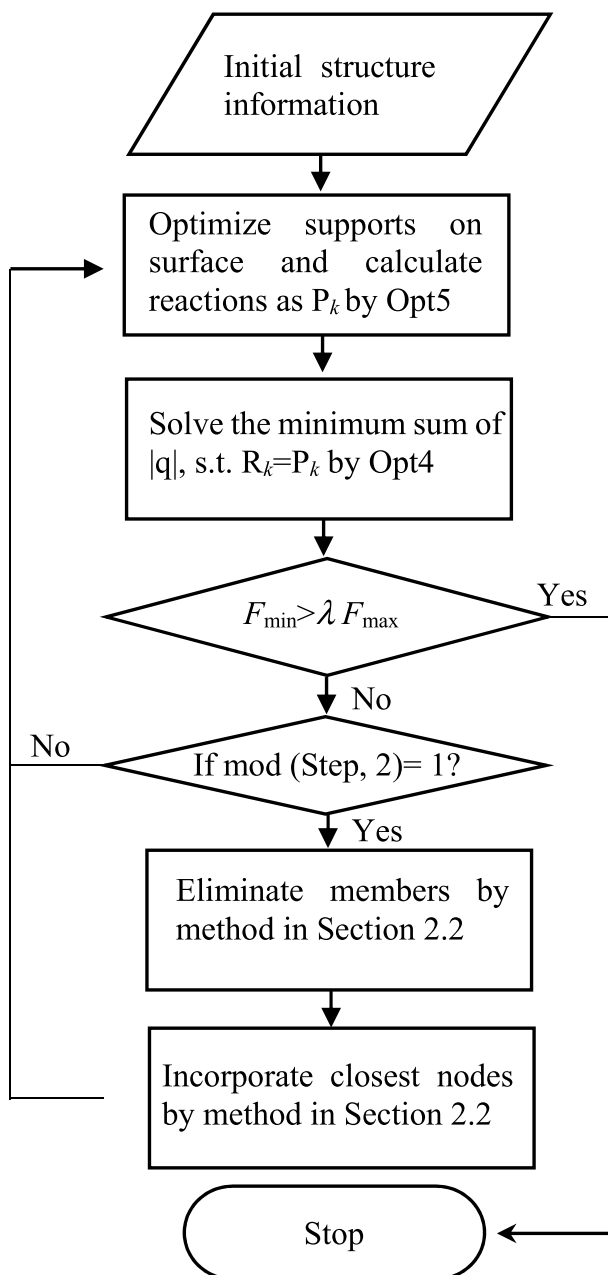 Initial structure
information
Optimize supports on
surface and calculate
reactions as Pk by Opt5
Solve the minimum sum of
|q|, s.t. Rk=Pk by Opt4
Fmin>λ Fmax
Yes
No
No
If mod (Step, 2)= 1?
Yes
Eliminate members by
method in Section 2.2
Incorporate closest nodes
by method in Section 2.2
Stop